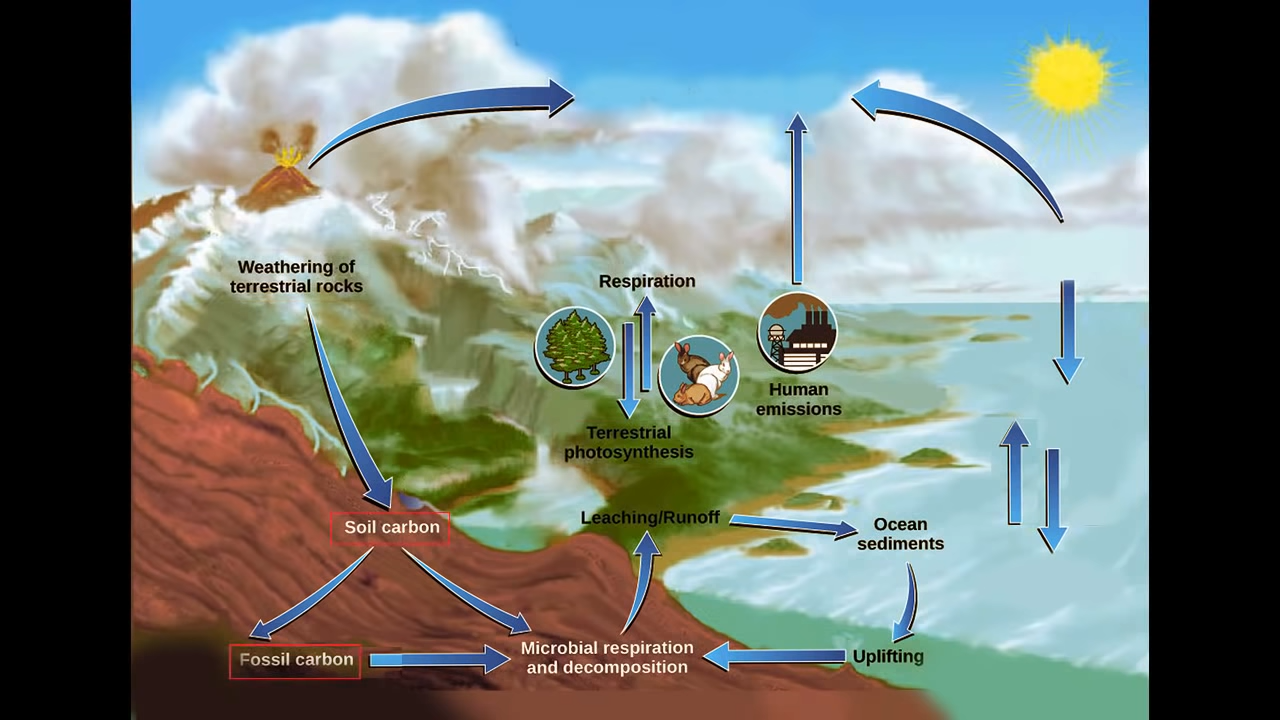 Weathering of
terrestrial rocks
Respiration
Human
emissions
Terrestrial
photosynthesis
Leaching/Runoff
Soil carbon
Ocean
sediments
Fossil carbon
Microbial respiration
and decomposition
Uplifting